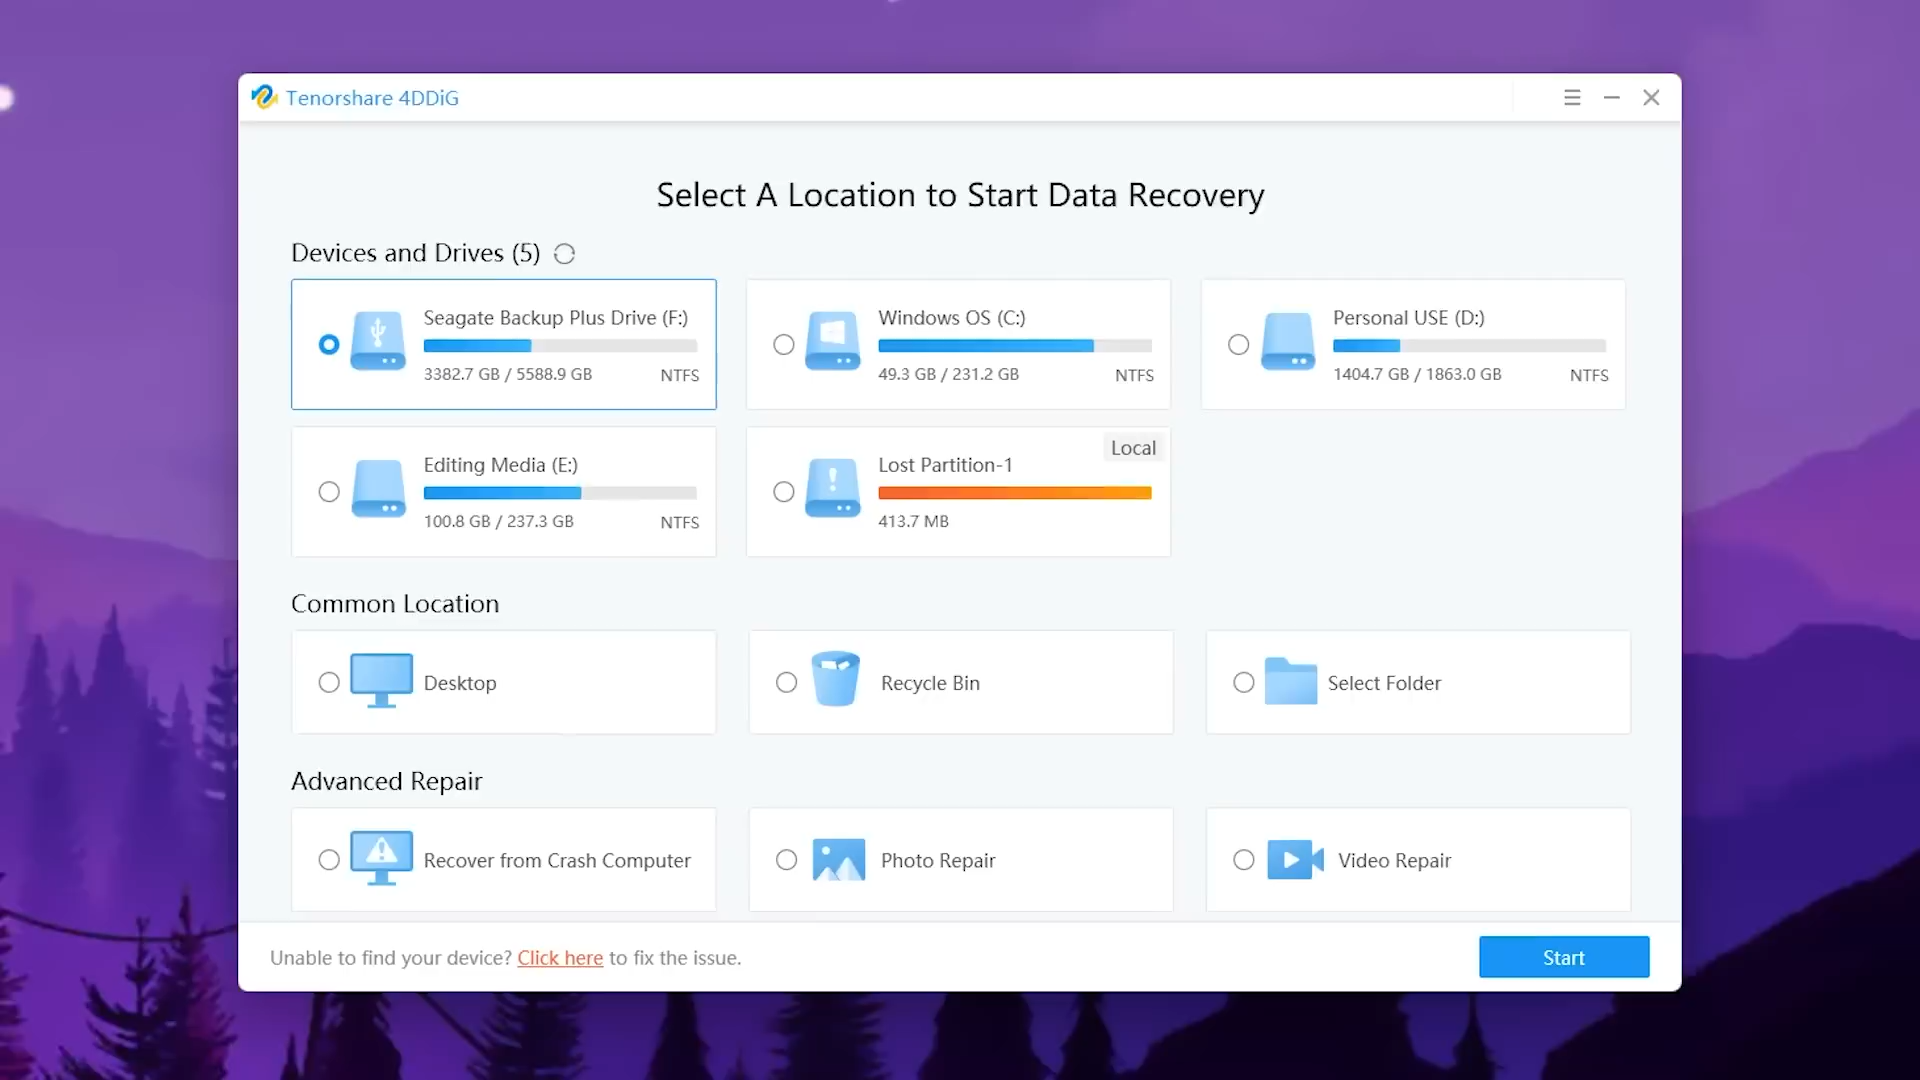 Tenorshare 4DDiG
Select A Location to Start Data Recovery
Devices and Drives (5)
Seagate Backup Plus Drive (F:)
3382.7 GB / 5588.9 GB NTFS
Windows OS (C:)
49.3 GB / 231.2 GB NTFS
Personal USE (D:)
1404.7 GB / 1863.0 GB NTFS
Editing Media (E:)
100.8 GB / 237.3 GB NTFS
Local
Lost Partition-1
413.7 MB
Common Location
Desktop
Recycle Bin
Select Folder
Advanced Repair
Recover from Crash Computer
Photo Repair
Video Repair
Unable to find your device? Click here to fix the issue.
Start